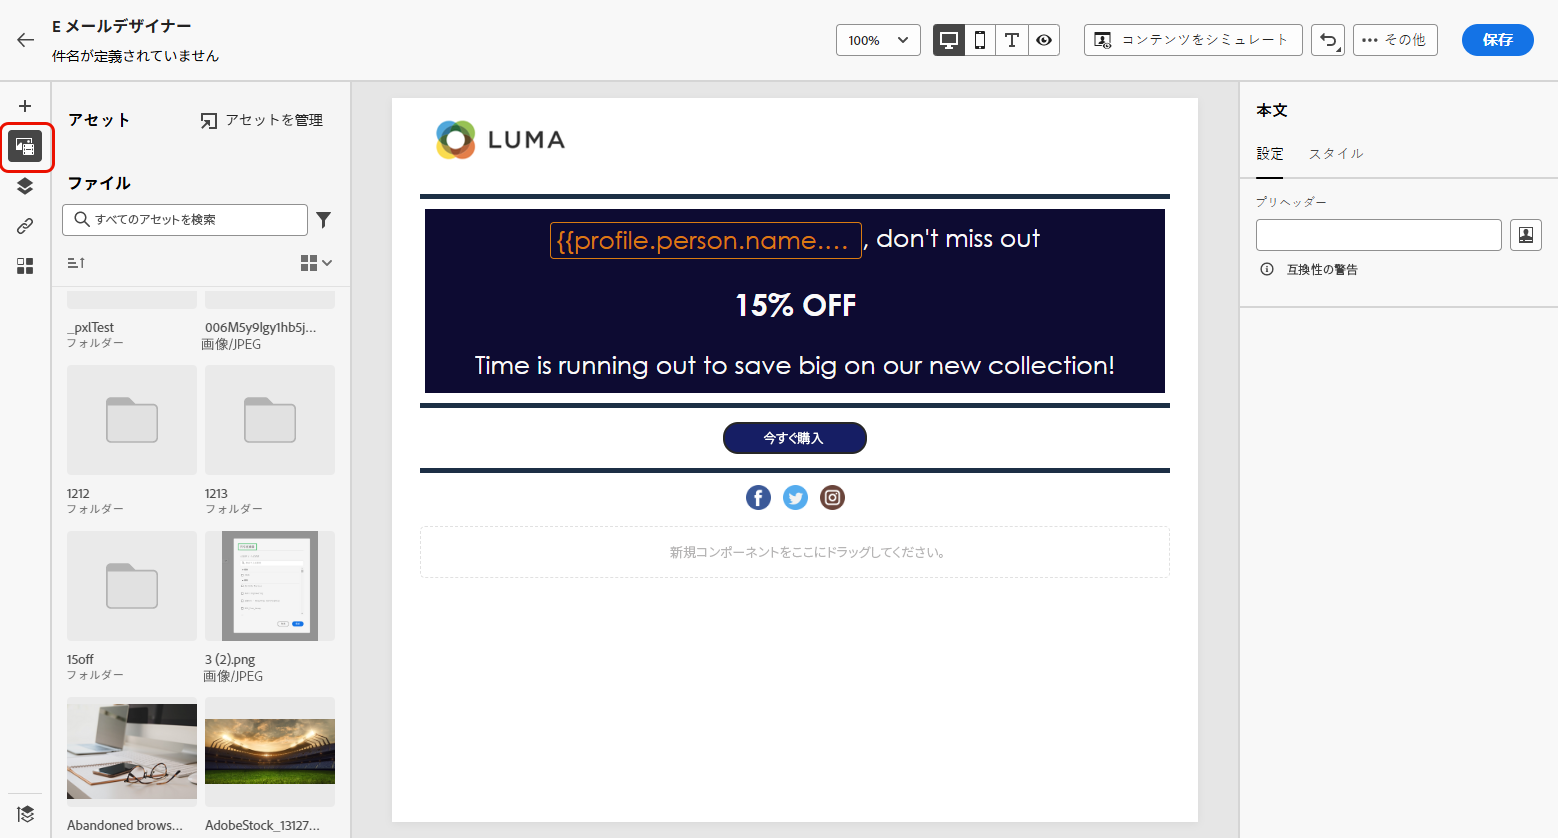 E メールデザイナー
件名が定義されていません
100%
コンテンツをシミュレート
その他
保存
アセット
アセットを管理
ファイル
すべてのアセットを検索
_pxlTest
フォルダー
006M5y9lgy1hb5j...
画像/JPEG
1212
フォルダー
1213
フォルダー
15off
フォルダー
3 (2).png
画像/JPEG
Abandoned brows...
AdobeStock_13127...
LUMA
{{profile.person.name.... , don't miss out
15% OFF
Time is running out to save big on our new collection!
今すぐ購入
新規コンポーネントをここにドラッグしてください。
本文
設定
スタイル
プリヘッダー
互換性の警告